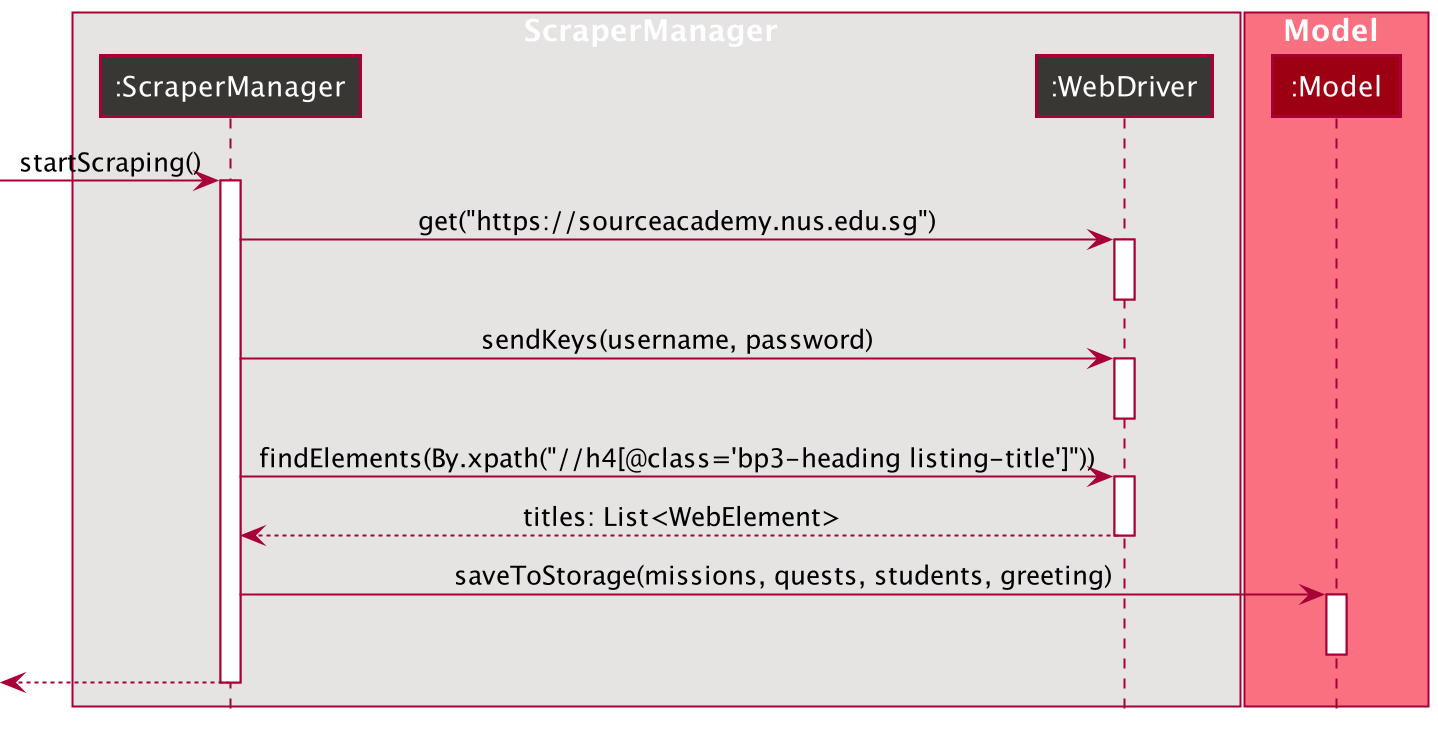 ScraperManager
Model
:ScraperManager
:WebDriver
:Model
startScraping()
get("https://sourceacademy.nus.edu.sg")
sendKeys(username, password)
findElements(By.xpath("//h4[@class='bp3-heading listing-title']"))
titles: List<WebElement>
saveToStorage(missions, quests, students, greeting)